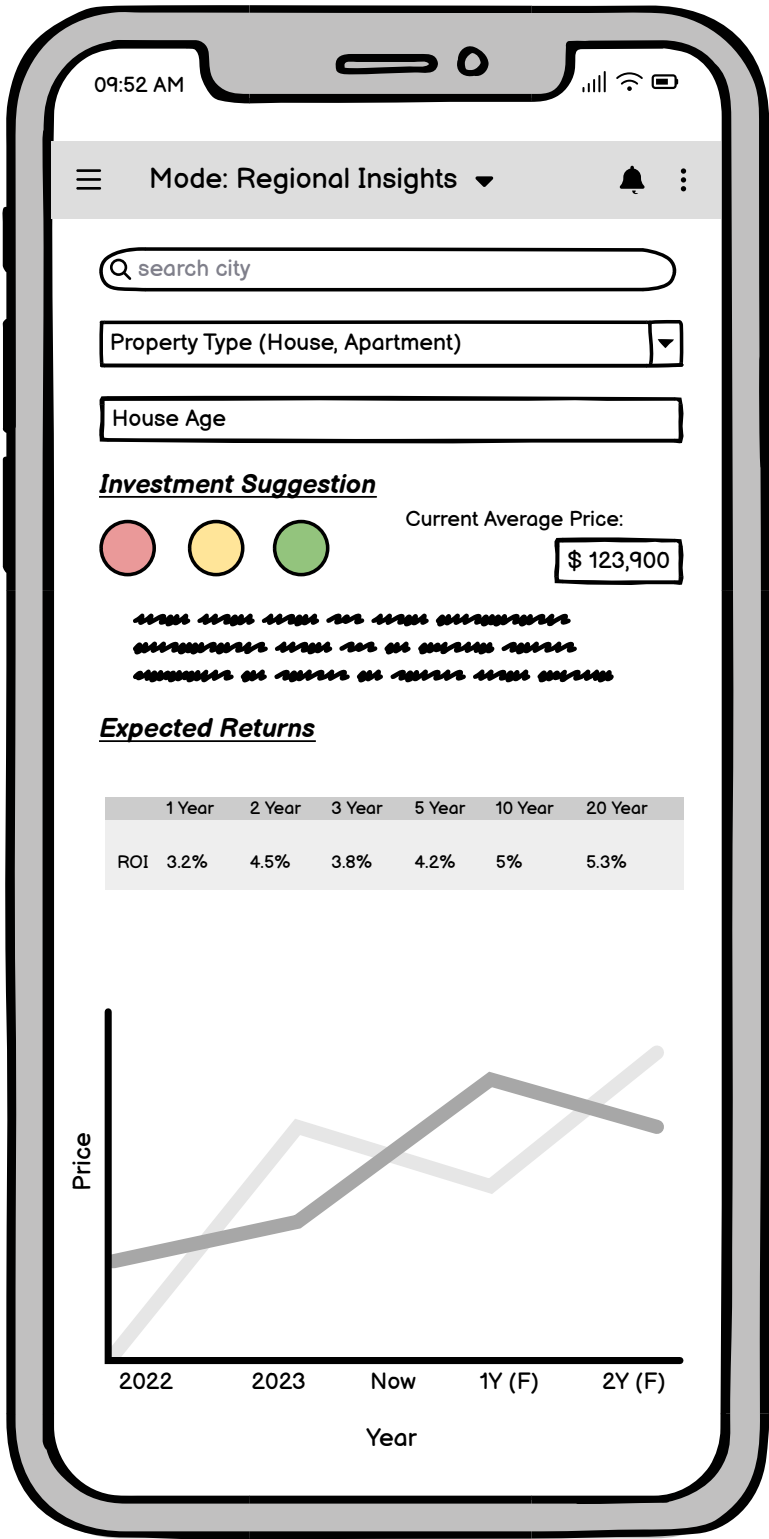 09:52 AM
Mode: Regional Insights
search city
Property Type (House, Apartment)
House Age
Investment Suggestion
Current Average Price:
$ 123,900
Expected Returns
1 Year 2 Year 3 Year 5 Year 10 Year 20 Year
ROI 3.2% 4.5% 3.8% 4.2% 5% 5.3%
Price
2022 2023 Now 1Y (F) 2Y (F)
Year